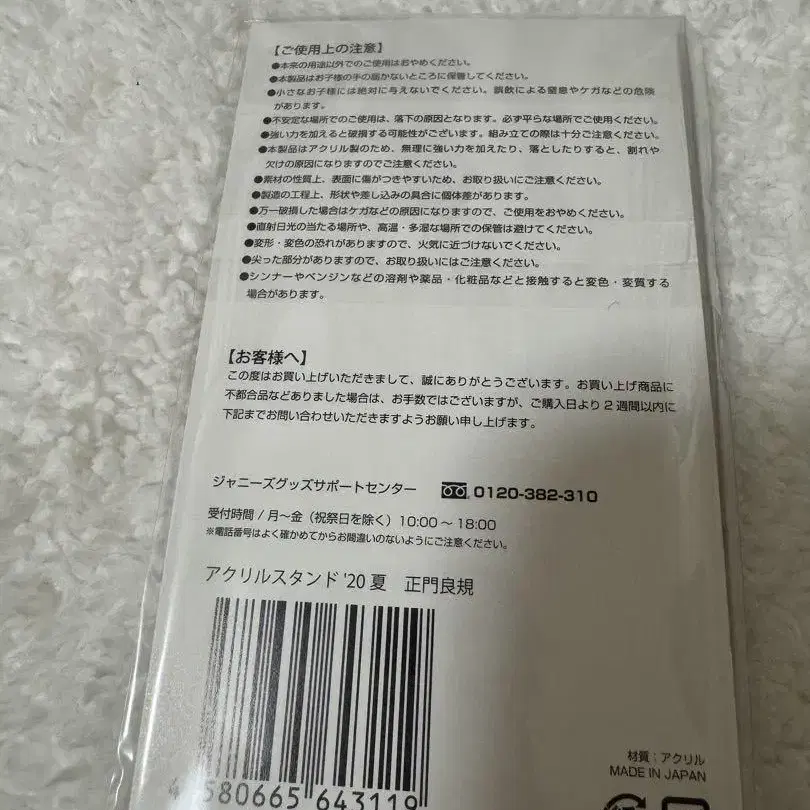 【ご使用上の注意】
●本来の用途以外でのご使用はおやめください。
●本製品はお子様の手の届かないところに保管してください。
●小さなお子様には絶対に与えないでください。誤飲による窒息やケガなどの危険
があります。
●不安定な場所でのご使用は、落下の原因となります。必ず平らな場所でご使用ください。
●強い力を加えると破損する可能性がございます。組み立ての際は十分ご注意ください。
●本製品はアクリル製のため、無理に強い力を加えたり、落としたりすると、割れや
欠けの原因になりますのでご注意ください。
●素材の性質上、表面に傷がつきやすいため、お取り扱いにご注意ください。
●製造の工程上、形状や差し込みの具合に個体差があります。
●万一破損した場合はケガなどの原因になりますので、ご使用をおやめください。
●直射日光の当たる場所や、高温・多湿な場所での保管は避けてください。
●変形・変色の恐れがありますので、火気に近づけないでください。
●尖った部分がありますので、お取り扱いにはご注意ください。
●シンナーやベンジンなどの溶剤や薬品・化粧品などと接触すると変色・変質する
場合があります。
【お客様へ】
この度はお買い上げいただきまして、誠にありがとうございます。お買い上げ商品に
不都合品などありました場合は、お手数ではございますが、ご購入日より2週間以内に
下記までお問い合わせいただきますようお願い申し上げます。
ジャニーズグッズサポートセンター 0120-382-310
受付時間/月〜金（祝祭日を除く）10:00〜18:00
※電話番号はよく確かめてからお間違いのないようにご注意ください。
アクリルスタンド'20夏 正門良規
4 580665 643119
材質：アクリル
MADE IN JAPAN